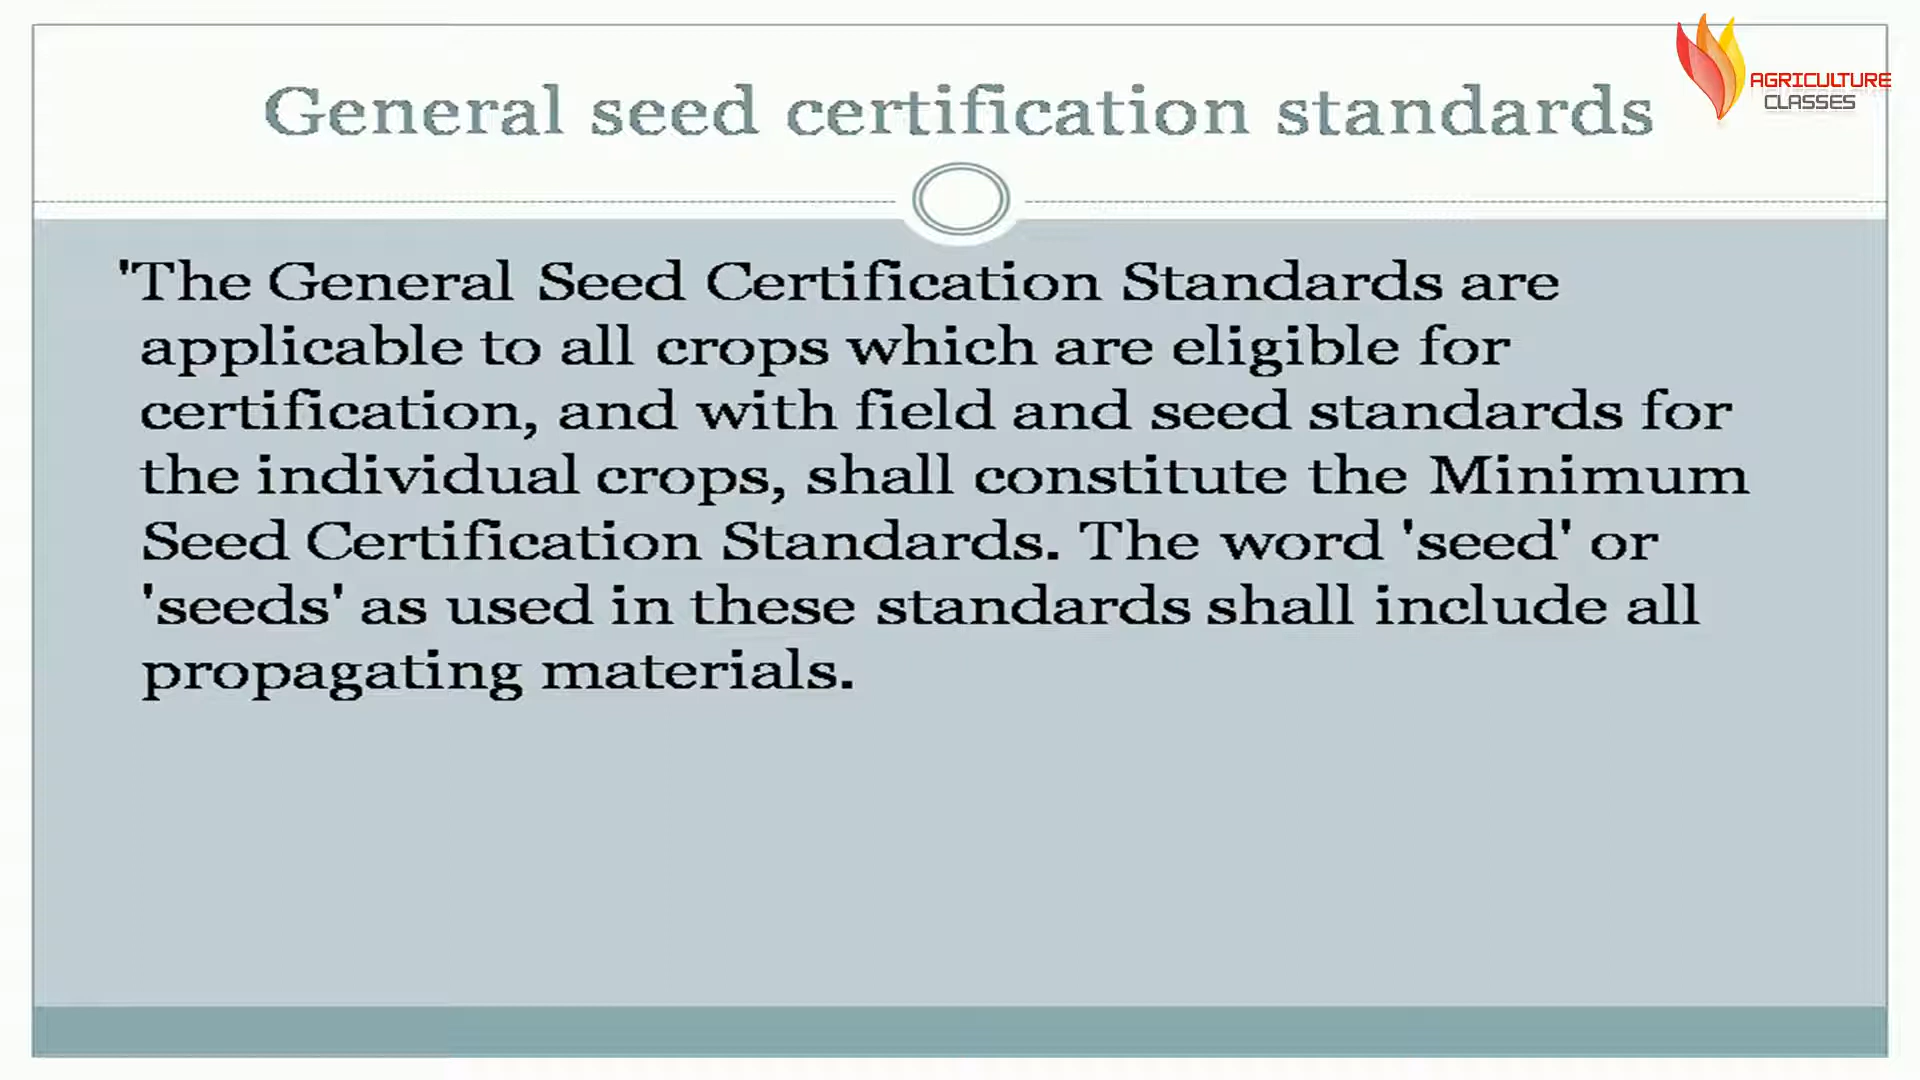 General seed certification standards
AGRICULTURE
CLASSES
'The General Seed Certification Standards are
applicable to all crops which are eligible for
certification, and with field and seed standards for
the individual crops, shall constitute the Minimum
Seed Certification Standards. The word 'seed' or
'seeds' as used in these standards shall include all
propagating materials.